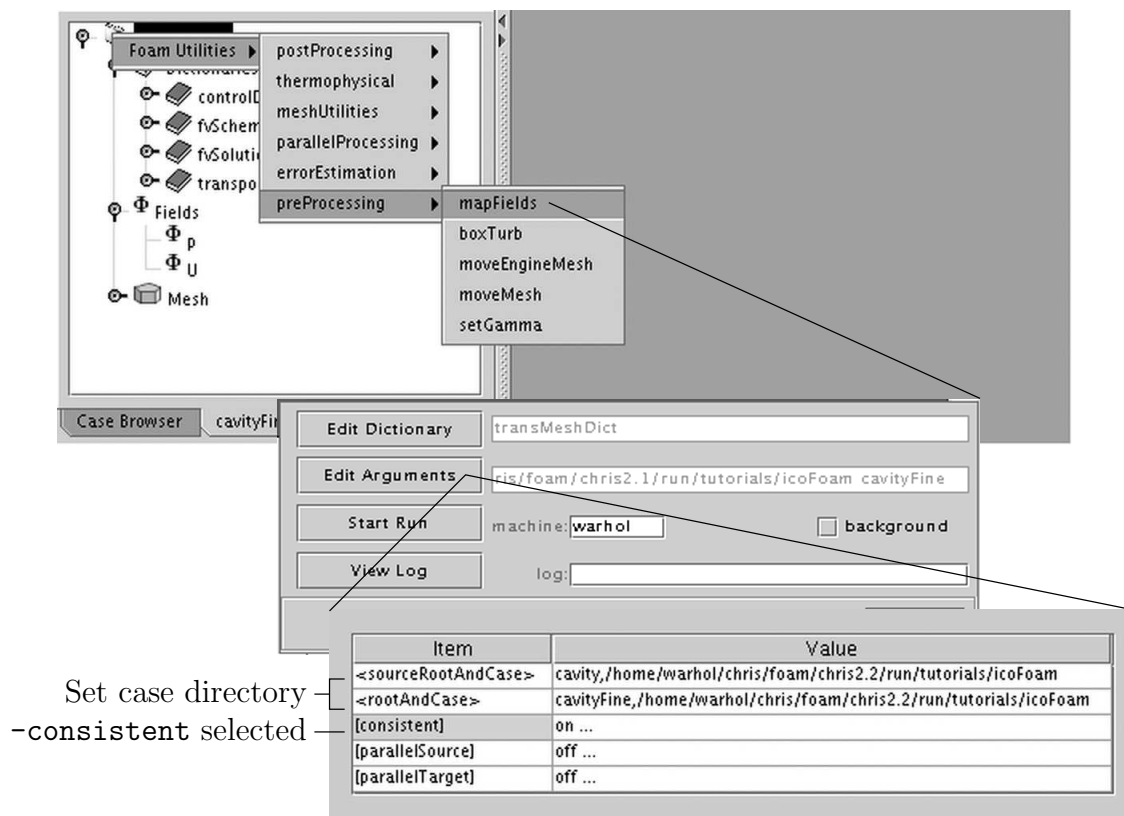 Foam Utilities
postProcessing
thermophysical
meshUtilities
parallelProcessing
errorEstimation
preProcessing
mapFields
boxTurb
moveEngineMesh
moveMesh
setGamma
Dictionaries
controlD
fvSchem
fvSoluti
transpo
Φ Fields
Φ p
Φ U
Mesh
Case Browser cavityFi
Edit Dictionary transMeshDict
Edit Arguments ris/foam/chris2.1/run/tutorials/icoFoam cavityFine
Start Run machine: warhol background
View Log log:
Item Value
<sourceRootAndCase> cavity,/home/warhol/chris/foam/chris2.2/run/tutorials/icoFoam
<rootAndCase> cavityFine,/home/warhol/chris/foam/chris2.2/run/tutorials/icoFoam
[consistent] on ...
[parallelSource] off ...
[parallelTarget] off ...
Set case directory
-consistent selected